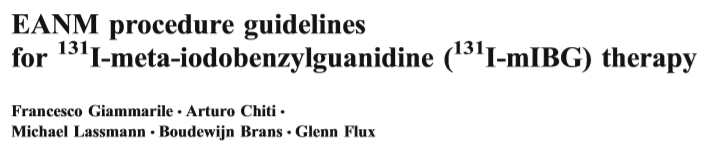 EANM procedure guidelines
for ¹³¹I-meta-iodobenzylguanidine (¹³¹I-mIBG) therapy
Francesco Giammarile · Arturo Chiti ·
Michael Lassmann · Boudewijn Brans · Glenn Flux